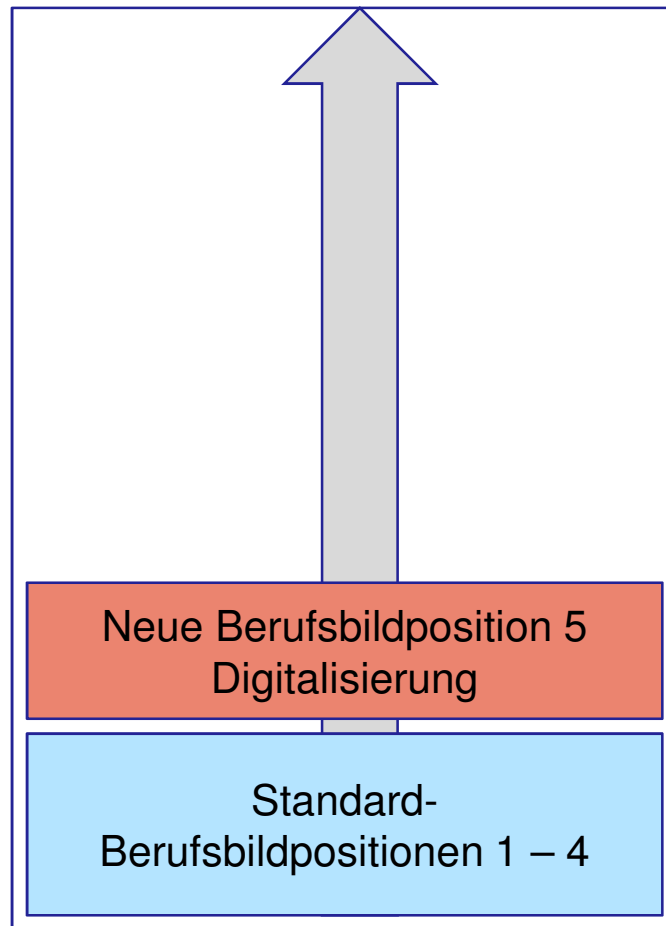 Neue Berufsbildposition 5
Digitalisierung
Standard-
Berufsbildpositionen 1 – 4